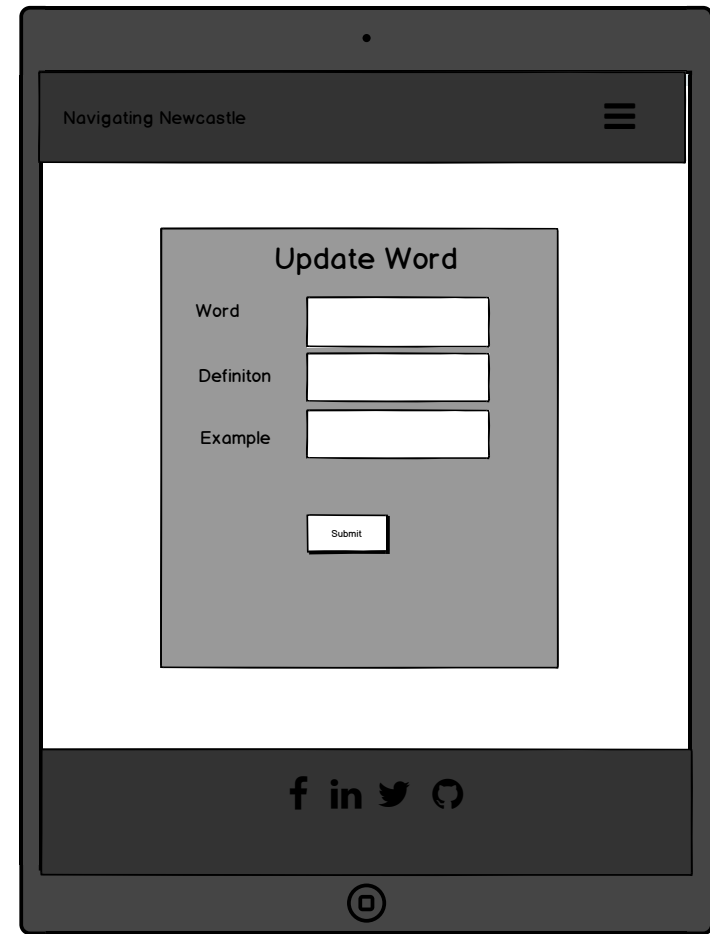 Navigating Newcastle
Update Word
Word
Definiton
Example
Submit